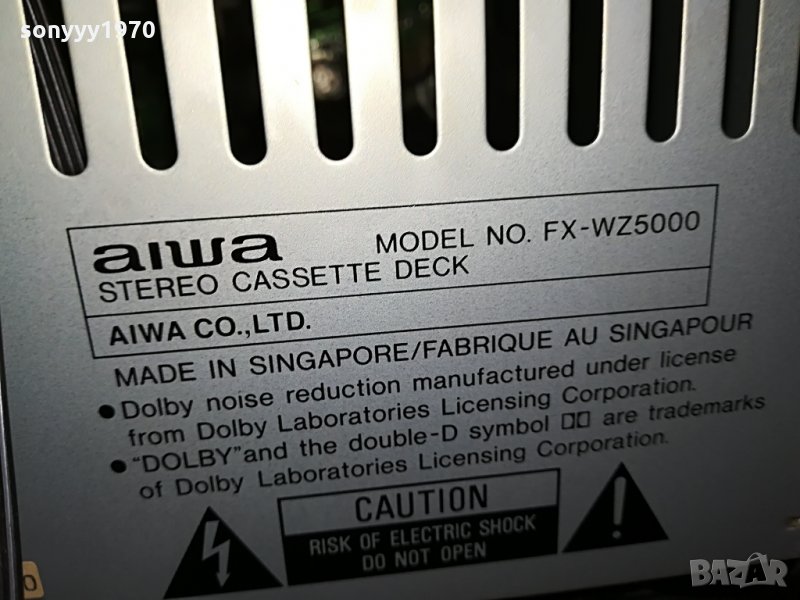 sonyyy1970
aiwa MODEL NO. FX-WZ5000
STEREO CASSETTE DECK
AIWA CO.,LTD.
MADE IN SINGAPORE/FABRIQUE AU SINGAPOUR
●Dolby noise reduction manufactured under license
from Dolby Laboratories Licensing Corporation.
●"DOLBY"and the double-D symbol are trademarks
of Dolby Laboratories Licensing Corporation.
CAUTION
RISK OF ELECTRIC SHOCK
DO NOT OPEN
0
BAZAR